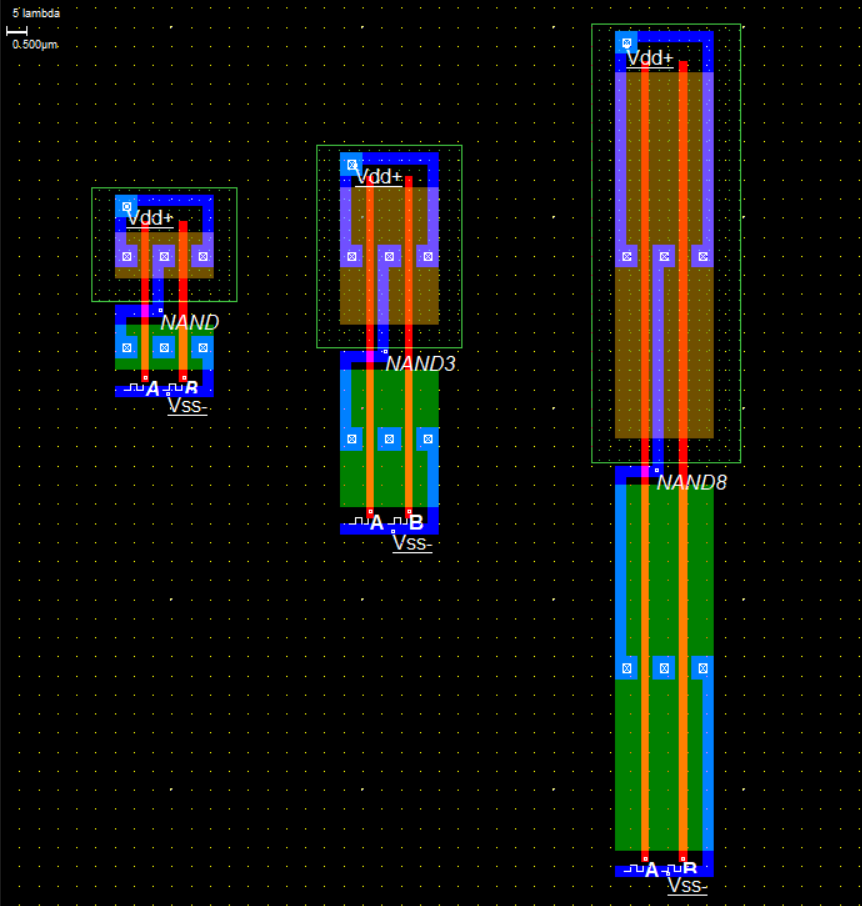 5 lambda
0.500µm
Vdd+
NAND
A B
Vss-
Vdd+
NAND3
A B
Vss-
Vdd+
NAND8
A B
Vss-